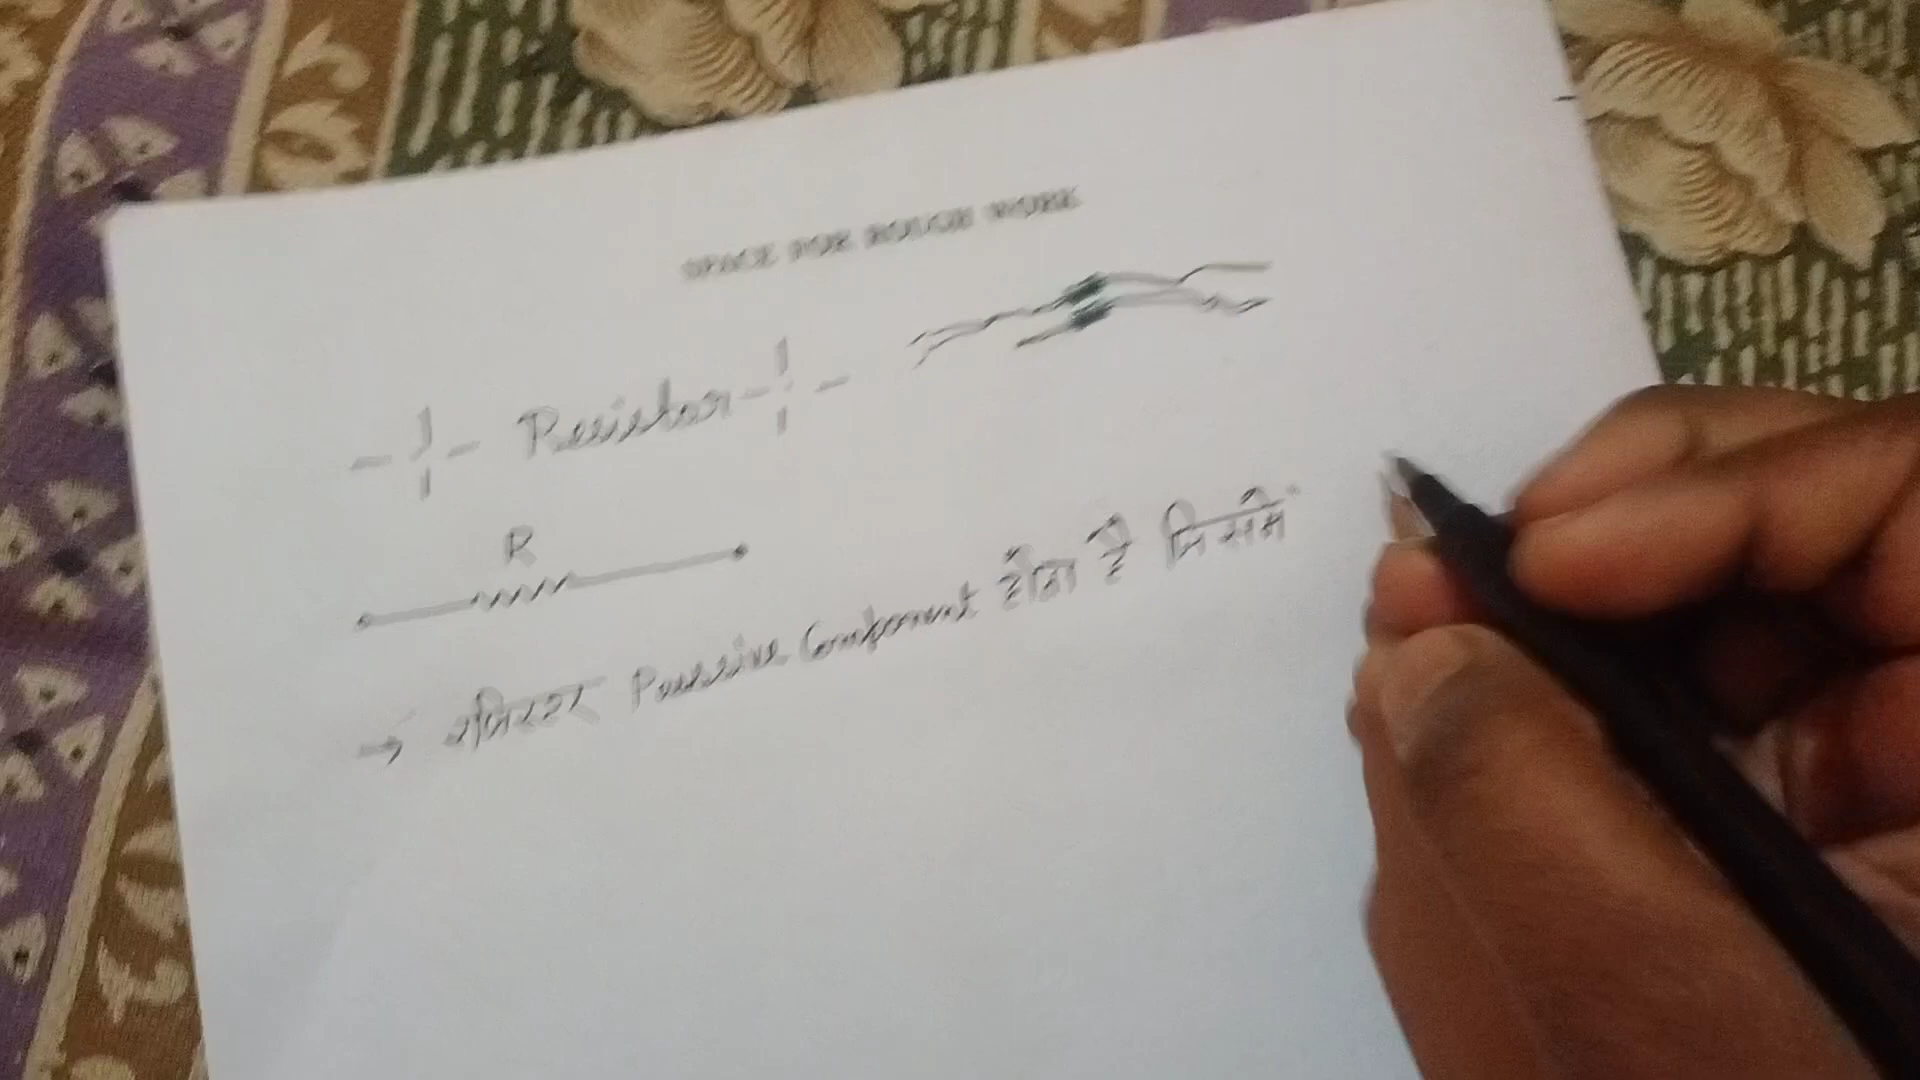 SPACE FOR ROUGH WORK
Resistor
R
→ रजिस्टर Passive Component होता है जिसमें